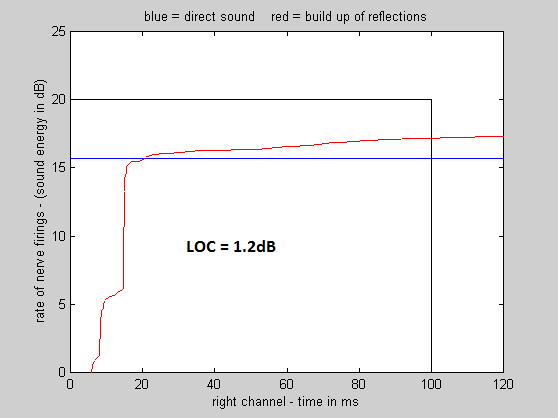 blue = direct sound    red = build up of reflections
25
20
15
10
5
0
rate of nerve firings - (sound energy in dB)
LOC = 1.2dB
0 20 40 60 80 100 120
right channel - time in ms